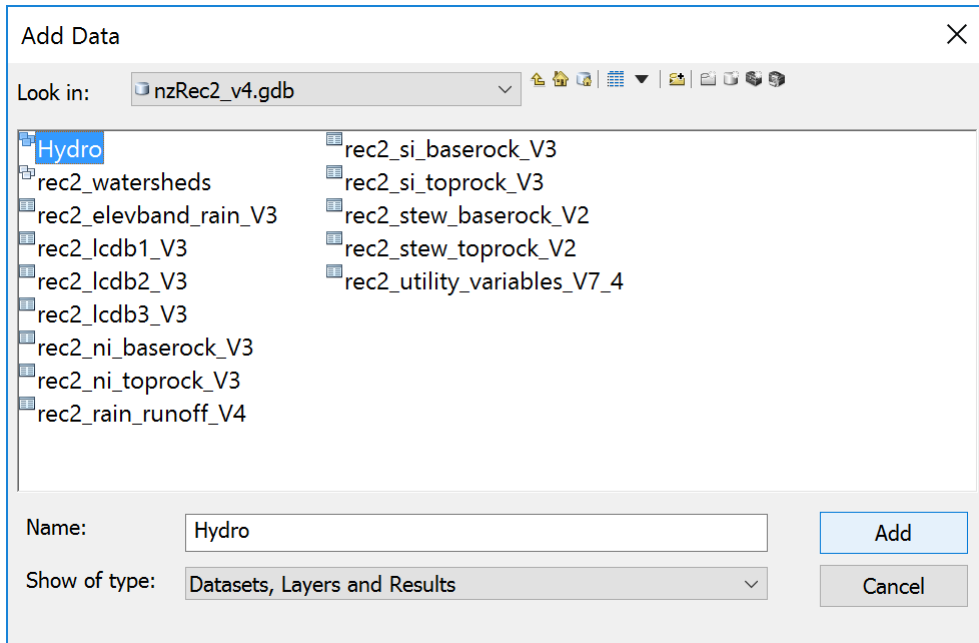 Add Data
Look in: nzRec2_v4.gdb
Hydro
rec2_watersheds
rec2_elevband_rain_V3
rec2_lcdb1_V3
rec2_lcdb2_V3
rec2_lcdb3_V3
rec2_ni_baserock_V3
rec2_ni_toprock_V3
rec2_rain_runoff_V4
rec2_si_baserock_V3
rec2_si_toprock_V3
rec2_stew_baserock_V2
rec2_stew_toprock_V2
rec2_utility_variables_V7_4
Name: Hydro
Add
Show of type: Datasets, Layers and Results
Cancel